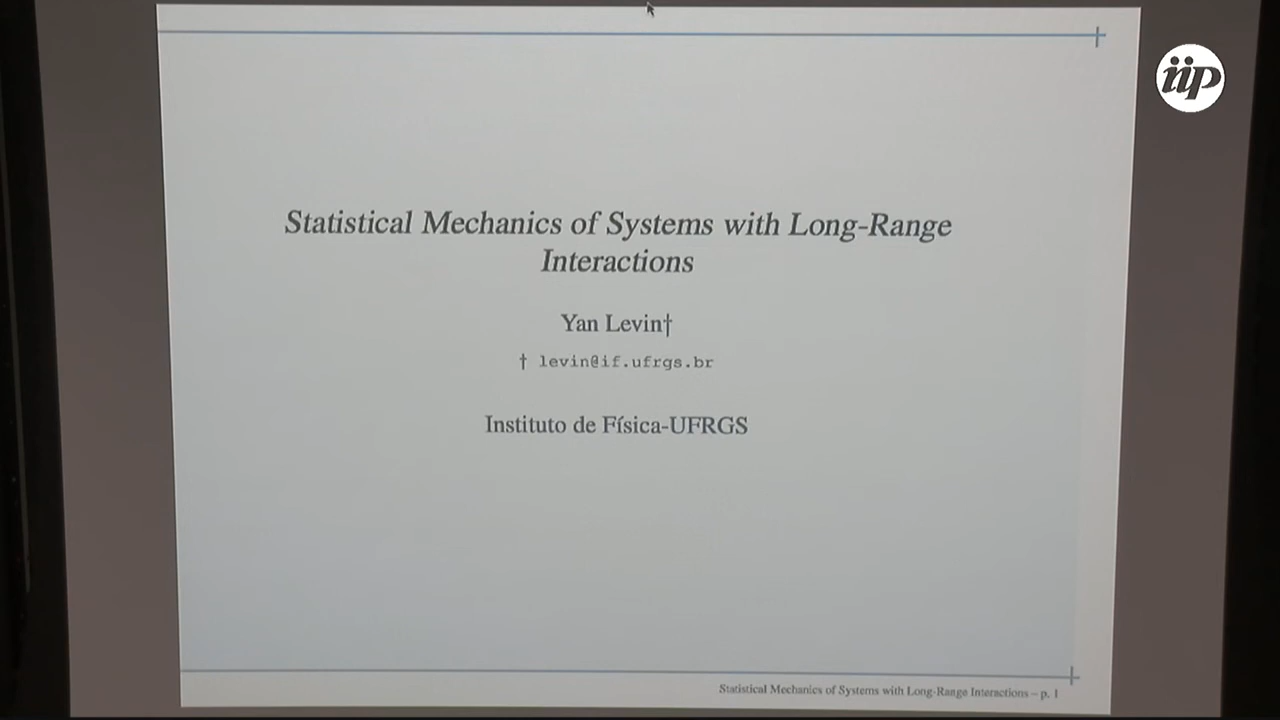 iip
Statistical Mechanics of Systems with Long-Range
Interactions
Yan Levin†
† levin@if.ufrgs.br
Instituto de Física-UFRGS
Statistical Mechanics of Systems with Long-Range Interactions – p. 1